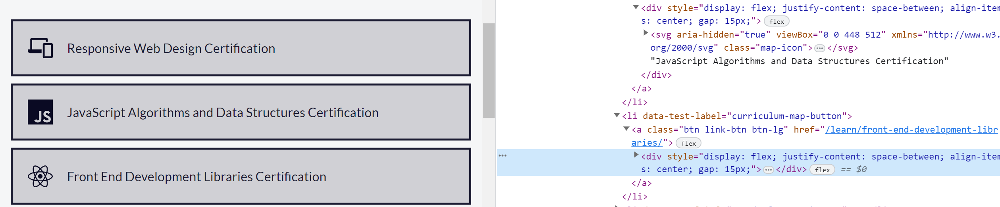 Responsive Web Design Certification
JS
JavaScript Algorithms and Data Structures Certification
Front End Development Libraries Certification
<div style="display: flex; justify-content: space-between; align-item
s: center; gap: 15px;"> flex
<svg aria-hidden="true" viewBox="0 0 448 512" xmlns="http://www.w3.
org/2000/svg" class="map-icon"> ••• </svg>
"JavaScript Algorithms and Data Structures Certification"
</div>
</a>
</li>
<li data-test-label="curriculum-map-button">
<a class="btn link-btn btn-lg" href="/learn/front-end-development-libr
aries/"> flex
<div style="display: flex; justify-content: space-between; align-item
s: center; gap: 15px;"> ••• </div> flex == $0
</a>
</li>